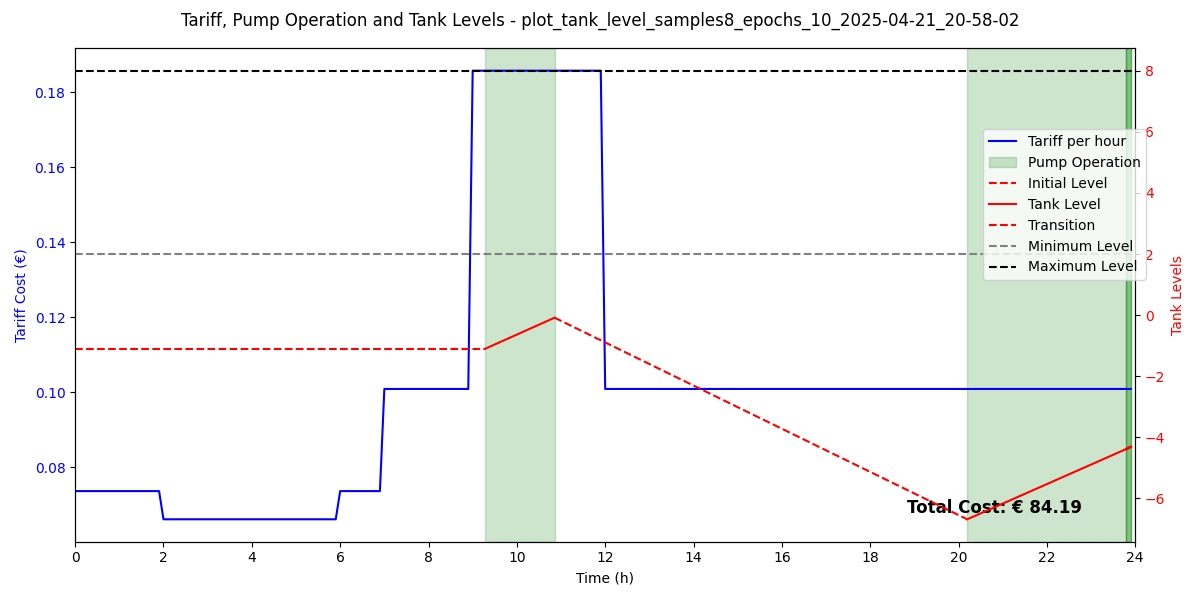 Tariff, Pump Operation and Tank Levels - plot_tank_level_samples8_epochs_10_2025-04-21_20-58-02
0.18
0.16
0.14
0.12
0.10
0.08
Tariff Cost (€)
8
6
4
2
0
−2
−4
−6
Tank Levels
Tariff per hour
Pump Operation
Initial Level
Tank Level
Transition
Minimum Level
Maximum Level
Total Cost: € 84.19
0 2 4 6 8 10 12 14 16 18 20 22 24
Time (h)